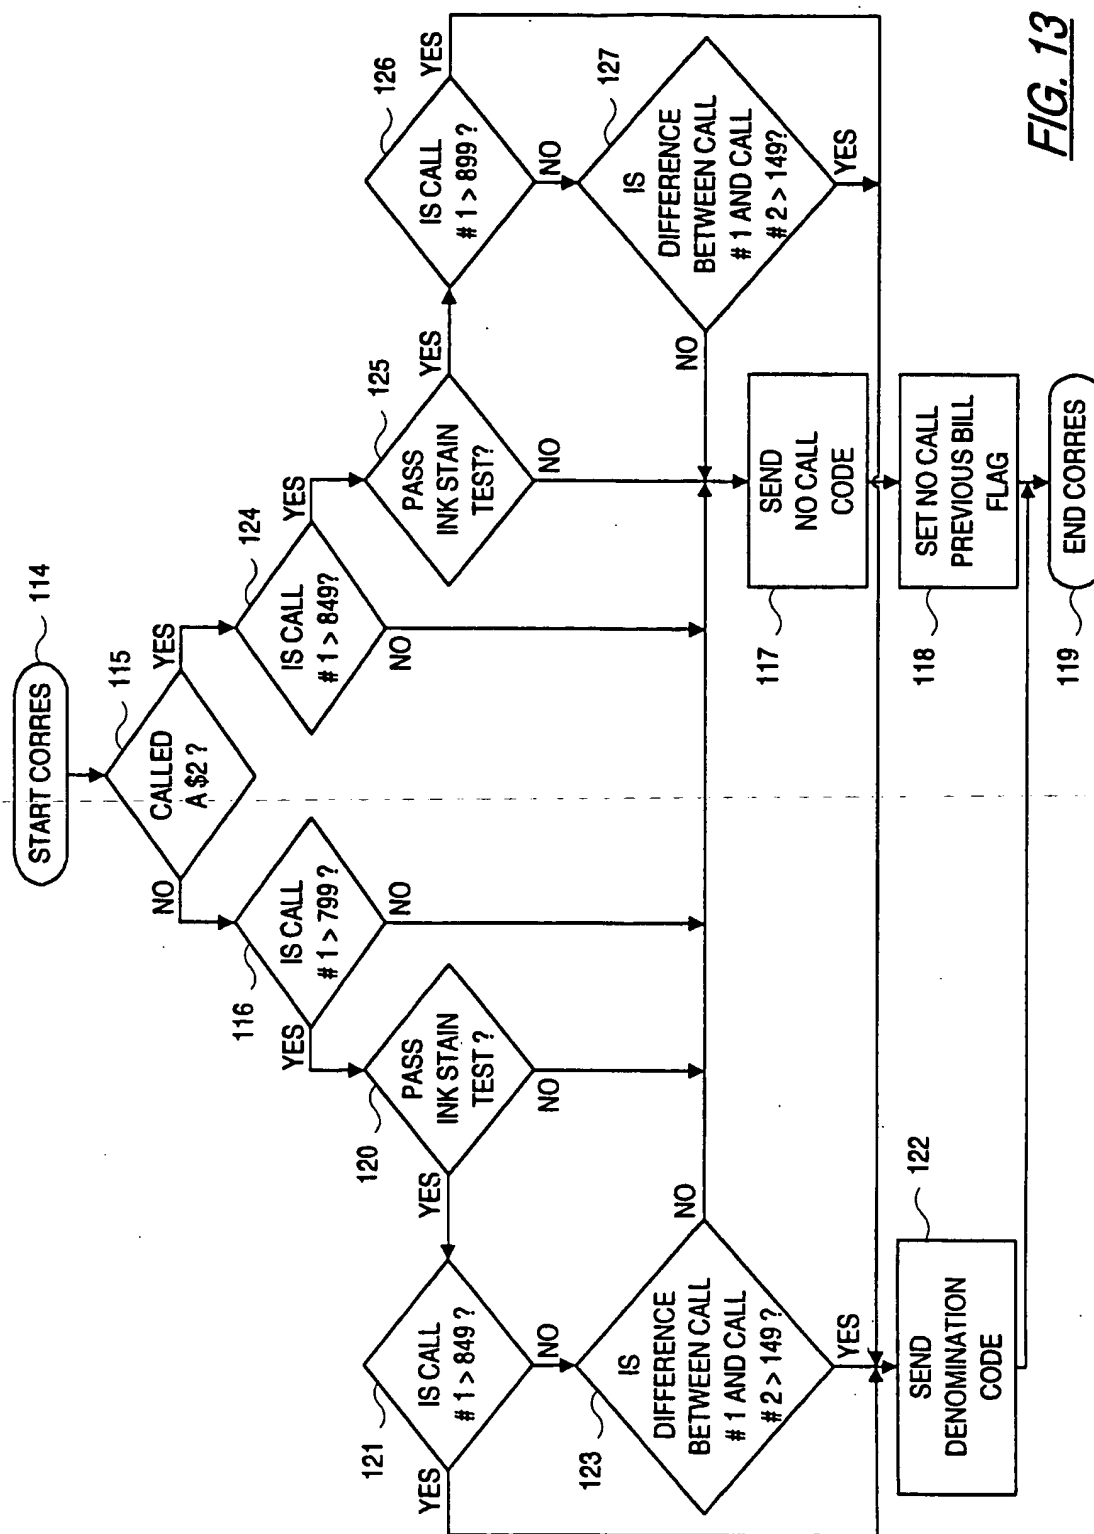 START CORRES
114
CALLED
A $2 ?
115
NO
YES
IS CALL
# 1 > 799 ?
116
YES
NO
IS CALL
# 1 > 849?
124
YES
NO
PASS
INK STAIN
TEST ?
120
YES
NO
PASS
INK STAIN
TEST?
125
YES
NO
IS CALL
# 1 > 849 ?
121
YES
NO
IS CALL
# 1 > 899 ?
126
YES
NO
IS
DIFFERENCE
BETWEEN CALL
# 1 AND CALL
# 2 > 149 ?
123
NO
YES
IS
DIFFERENCE
BETWEEN CALL
# 1 AND CALL
# 2 > 149?
127
NO
YES
SEND
NO CALL
CODE
117
SEND
DENOMINATION
CODE
122
SET NO CALL
PREVIOUS BILL
FLAG
118
END CORRES
119
FIG. 13